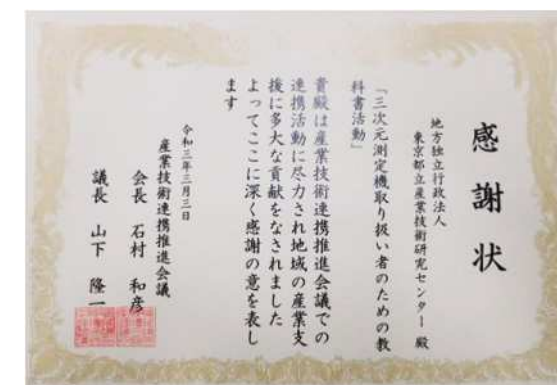 感謝状
地方独立行政法人
東京都立産業技術研究センター 殿
「三次元測定機取り扱い者のための教
科書活動」
貴殿は産業技術連携推進会議での
連携活動に尽力され地域の産業支
援に多大な貢献をなされました
よってここに深く感謝の意を表し
ます
令和三年三月三日
産業技術連携推進会議
会長 石村 和彦
議長 山下 隆一